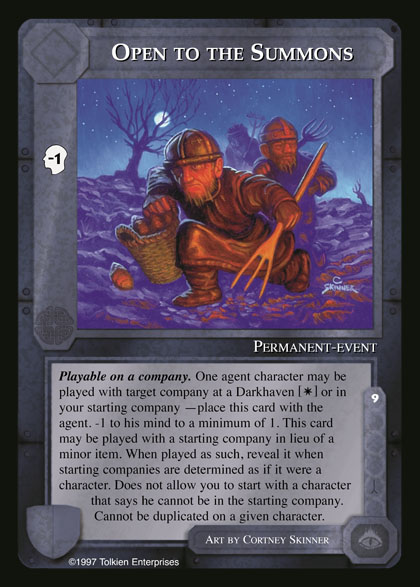 OPEN TO THE SUMMONS
-1
C
SKINNER
PERMANENT-EVENT
Playable on a company. One agent character may be
played with target company at a Darkhaven [✷] or in
your starting company —place this card with the
agent. -1 to his mind to a minimum of 1. This card
may be played with a starting company in lieu of a
minor item. When played as such, reveal it when
starting companies are determined as if it were a
character. Does not allow you to start with a character
that says he cannot be in the starting company.
Cannot be duplicated on a given character.
9
ART BY CORTNEY SKINNER
©1997 Tolkien Enterprises